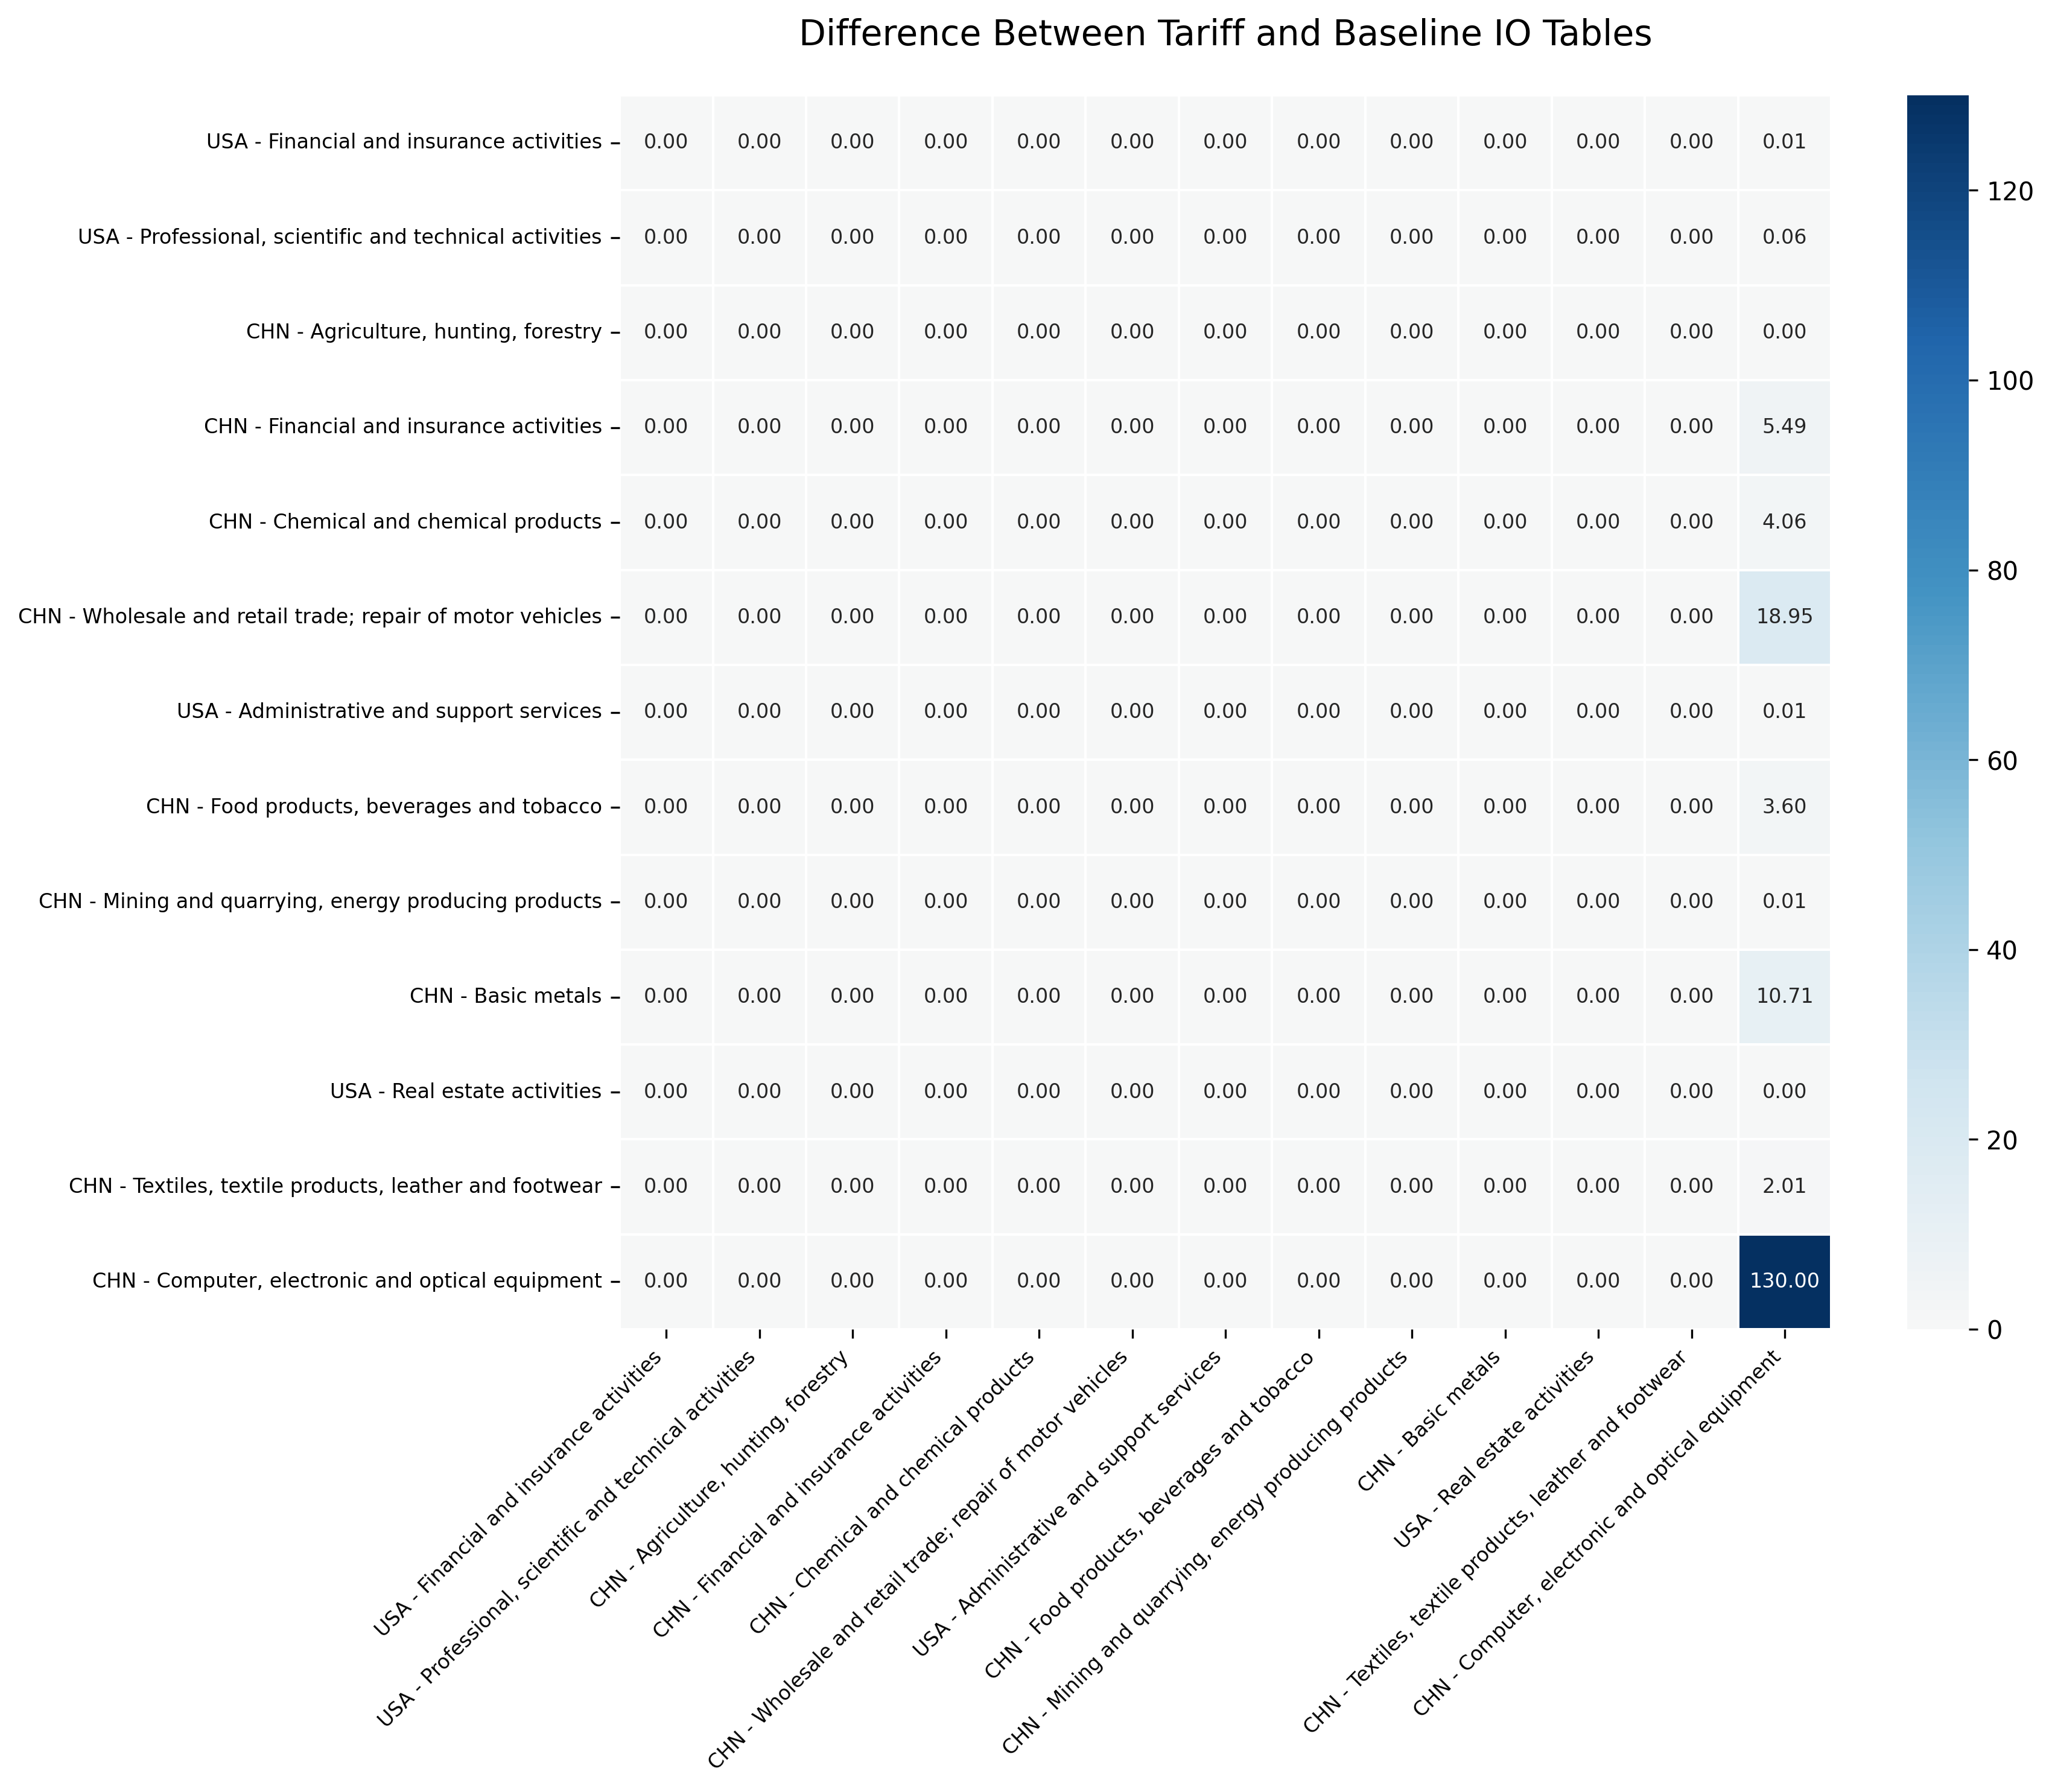 Difference Between Tariff and Baseline IO Tables
USA - Financial and insurance activities 0.00 0.00 0.00 0.00 0.00 0.00 0.00 0.00 0.00 0.00 0.00 0.00 0.01
USA - Professional, scientific and technical activities 0.00 0.00 0.00 0.00 0.00 0.00 0.00 0.00 0.00 0.00 0.00 0.00 0.06
CHN - Agriculture, hunting, forestry 0.00 0.00 0.00 0.00 0.00 0.00 0.00 0.00 0.00 0.00 0.00 0.00 0.00
CHN - Financial and insurance activities 0.00 0.00 0.00 0.00 0.00 0.00 0.00 0.00 0.00 0.00 0.00 0.00 5.49
CHN - Chemical and chemical products 0.00 0.00 0.00 0.00 0.00 0.00 0.00 0.00 0.00 0.00 0.00 0.00 4.06
CHN - Wholesale and retail trade; repair of motor vehicles 0.00 0.00 0.00 0.00 0.00 0.00 0.00 0.00 0.00 0.00 0.00 0.00 18.95
USA - Administrative and support services 0.00 0.00 0.00 0.00 0.00 0.00 0.00 0.00 0.00 0.00 0.00 0.00 0.01
CHN - Food products, beverages and tobacco 0.00 0.00 0.00 0.00 0.00 0.00 0.00 0.00 0.00 0.00 0.00 0.00 3.60
CHN - Mining and quarrying, energy producing products 0.00 0.00 0.00 0.00 0.00 0.00 0.00 0.00 0.00 0.00 0.00 0.00 0.01
CHN - Basic metals 0.00 0.00 0.00 0.00 0.00 0.00 0.00 0.00 0.00 0.00 0.00 0.00 10.71
USA - Real estate activities 0.00 0.00 0.00 0.00 0.00 0.00 0.00 0.00 0.00 0.00 0.00 0.00 0.00
CHN - Textiles, textile products, leather and footwear 0.00 0.00 0.00 0.00 0.00 0.00 0.00 0.00 0.00 0.00 0.00 0.00 2.01
CHN - Computer, electronic and optical equipment 0.00 0.00 0.00 0.00 0.00 0.00 0.00 0.00 0.00 0.00 0.00 0.00 130.00
USA - Financial and insurance activities
USA - Professional, scientific and technical activities
CHN - Agriculture, hunting, forestry
CHN - Financial and insurance activities
CHN - Chemical and chemical products
CHN - Wholesale and retail trade; repair of motor vehicles
USA - Administrative and support services
CHN - Food products, beverages and tobacco
CHN - Mining and quarrying, energy producing products
CHN - Basic metals
USA - Real estate activities
CHN - Textiles, textile products, leather and footwear
CHN - Computer, electronic and optical equipment
120
100
80
60
40
20
0